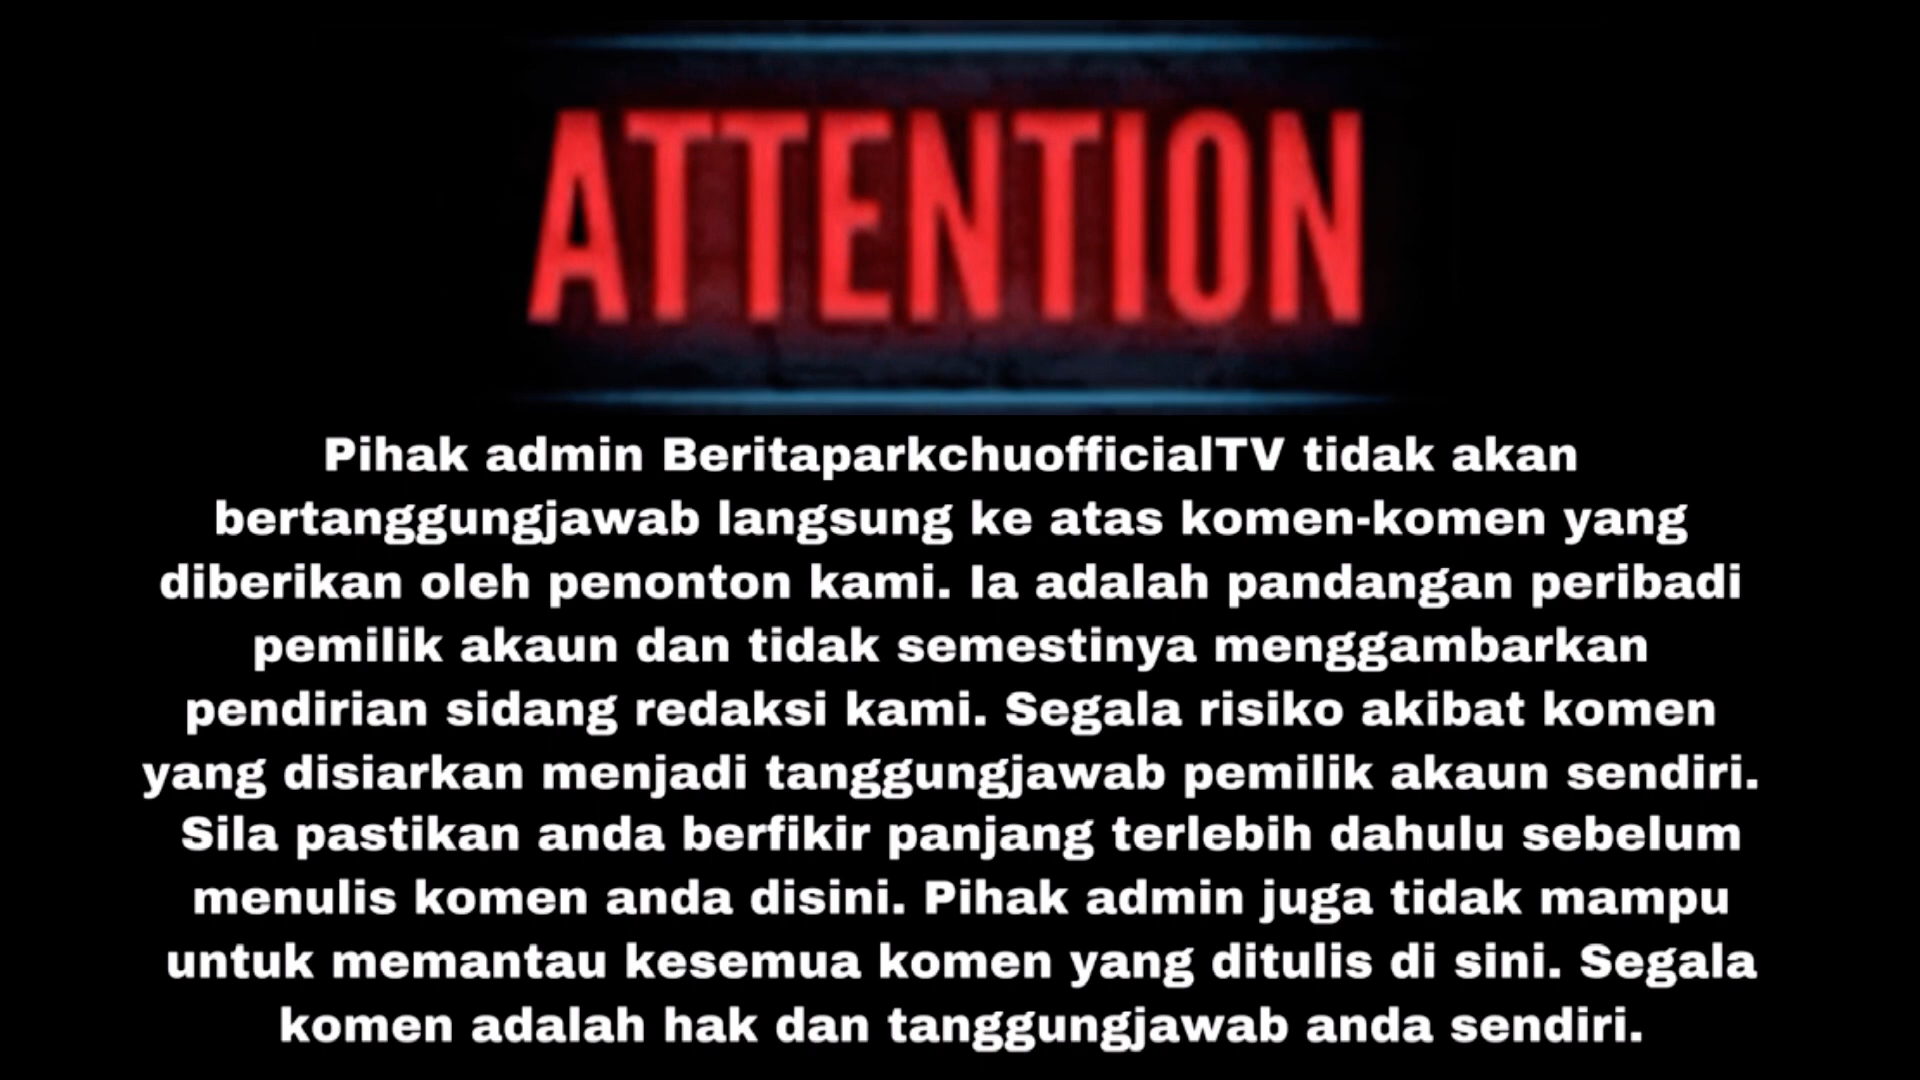 ATTENTION
Pihak admin BeritaparkchuofficialTV tidak akan
bertanggungjawab langsung ke atas komen-komen yang
diberikan oleh penonton kami. Ia adalah pandangan peribadi
pemilik akaun dan tidak semestinya menggambarkan
pendirian sidang redaksi kami. Segala risiko akibat komen
yang disiarkan menjadi tanggungjawab pemilik akaun sendiri.
Sila pastikan anda berfikir panjang terlebih dahulu sebelum
menulis komen anda disini. Pihak admin juga tidak mampu
untuk memantau kesemua komen yang ditulis di sini. Segala
komen adalah hak dan tanggungjawab anda sendiri.